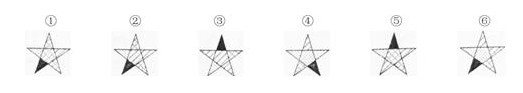 ① ② ③ ④ ⑤ ⑥